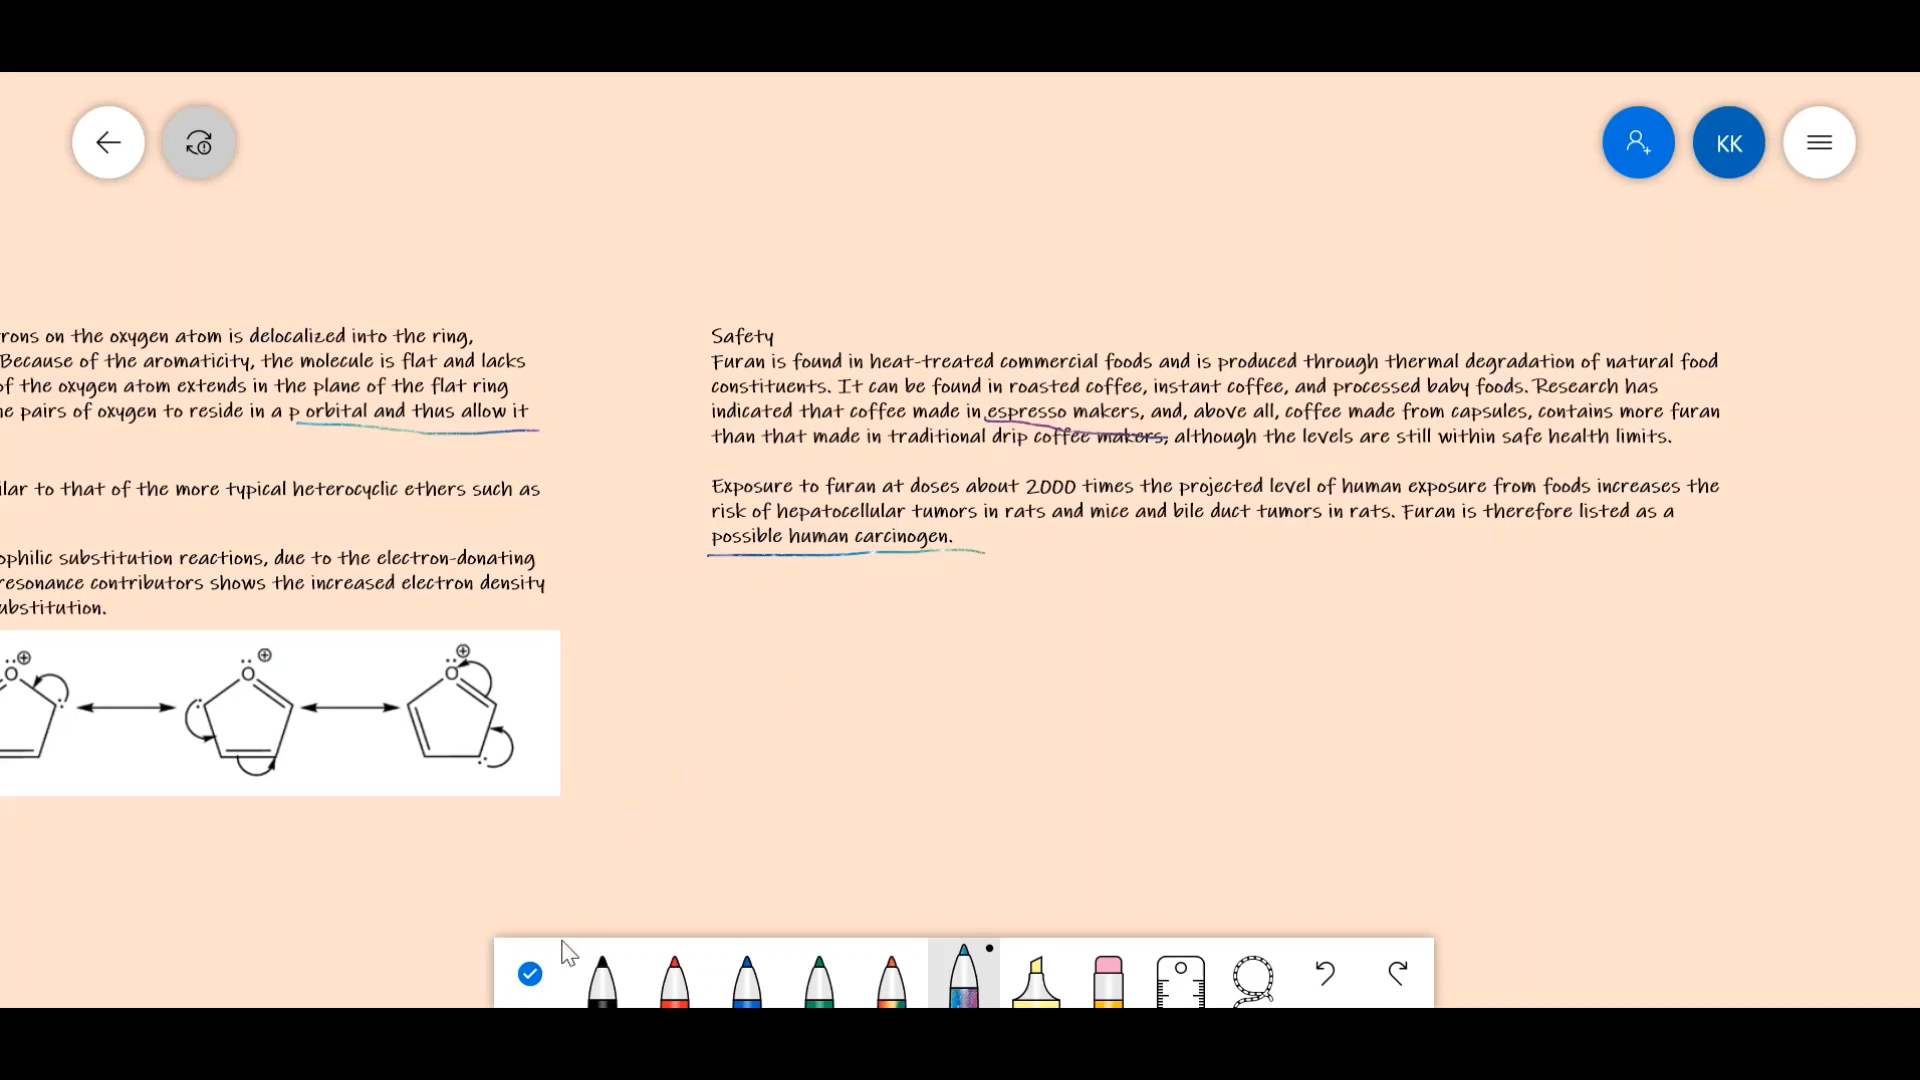 KK
rons on the oxygen atom is delocalized into the ring,
Because of the aromaticity, the molecule is flat and lacks
of the oxygen atom extends in the plane of the flat ring
pairs of oxygen to reside in a p orbital and thus allow it
to that of the more typical heterocyclic ethers such as
substitution reactions, due to the electron-donating
resonance contributors shows the increased electron density
ubstitution.
O
O
O
Safety
Furan is found in heat-treated commercial foods and is produced through thermal degradation of natural food
constituents. It can be found in roasted coffee, instant coffee, and processed baby foods. Research has
indicated that coffee made in espresso makers, and, above all, coffee made from capsules, contains more furan
than that made in traditional drip coffee makers, although the levels are still within safe health limits.
Exposure to furan at doses about 2000 times the projected level of human exposure from foods increases the
risk of hepatocellular tumors in rats and mice and bile duct tumors in rats. Furan is therefore listed as a
possible human carcinogen.